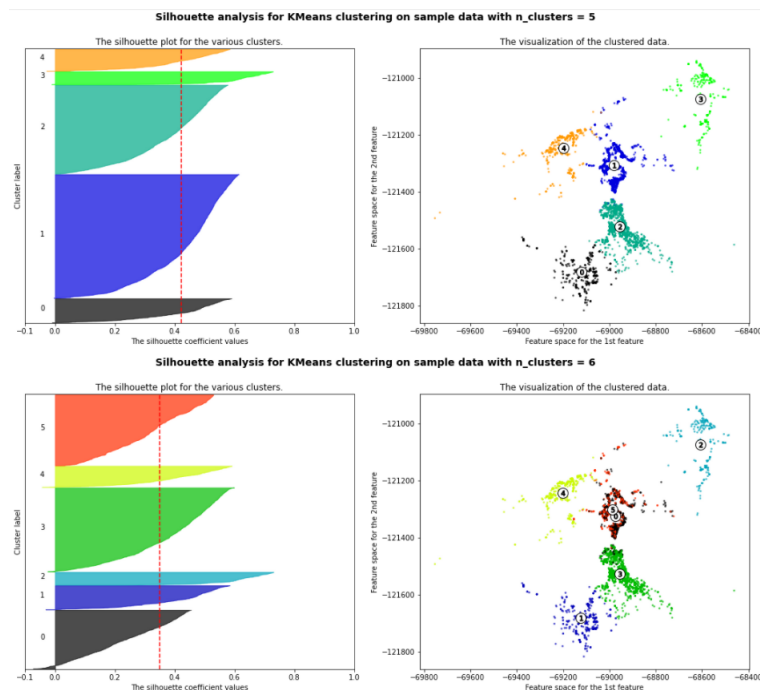 Silhouette analysis for KMeans clustering on sample data with n_clusters = 5
The silhouette plot for the various clusters.
4
3
2
1
0
Cluster label
−0.1 0.0 0.2 0.4 0.6 0.8 1.0
The silhouette coefficient values
The visualization of the clustered data.
−121000
−121200
−121400
−121600
−121800
Feature space for the 2nd feature
3
4
1
2
0
−69800 −69600 −69400 −69200 −69000 −68800 −68600 −68400
Feature space for the 1st feature
Silhouette analysis for KMeans clustering on sample data with n_clusters = 6
The silhouette plot for the various clusters.
5
4
3
2
1
0
Cluster label
−0.1 0.0 0.2 0.4 0.6 0.8 1.0
The silhouette coefficient values
The visualization of the clustered data.
−121000
−121200
−121400
−121600
−121800
Feature space for the 2nd feature
2
4
5
0
3
1
−69800 −69600 −69400 −69200 −69000 −68800 −68600 −68400
Feature space for the 1st feature